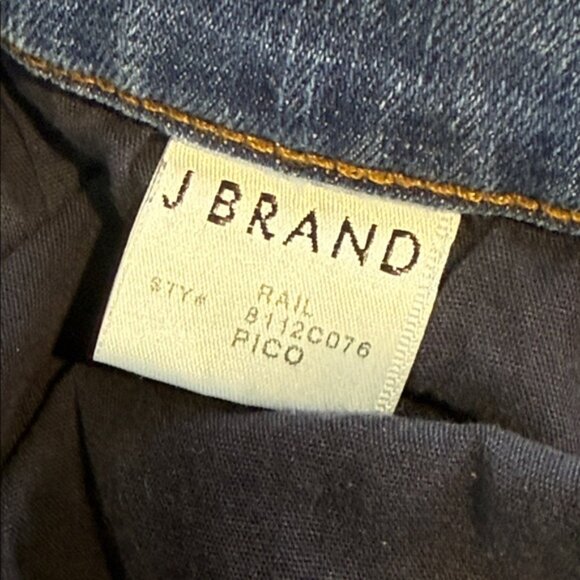 J BRAND
RAIL
STY# 8112C076
PICO